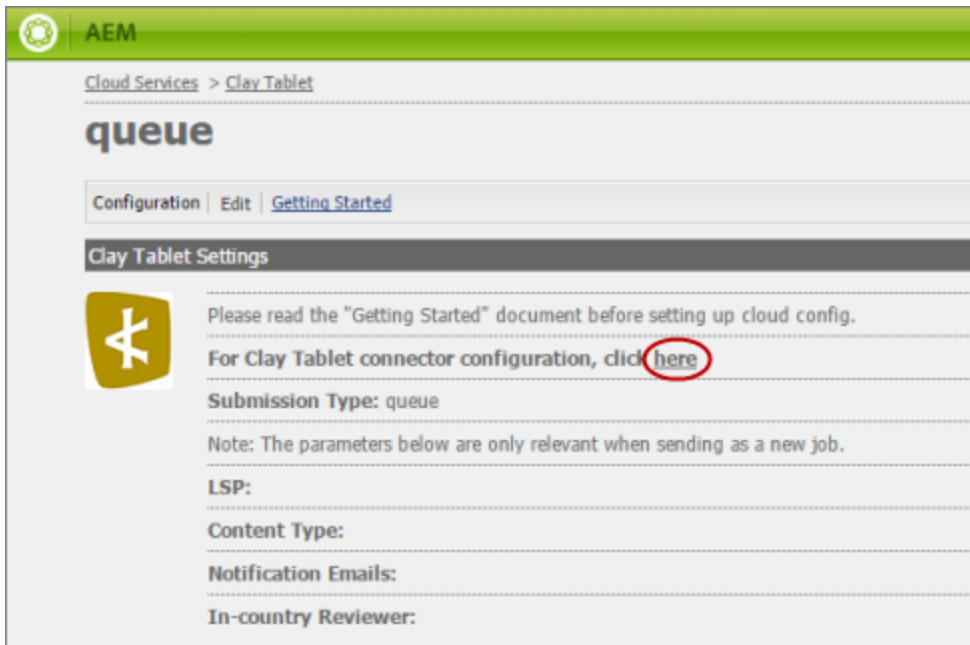 AEM
Cloud Services > Clay Tablet
queue
Configuration | Edit | Getting Started
Clay Tablet Settings
Please read the "Getting Started" document before setting up cloud config.
For Clay Tablet connector configuration, click here
Submission Type: queue
Note: The parameters below are only relevant when sending as a new job.
LSP:
Content Type:
Notification Emails:
In-country Reviewer: